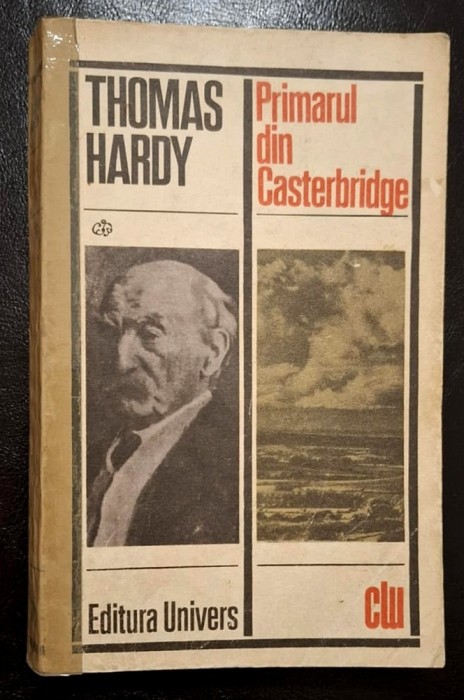 THOMAS
HARDY
Primarul
din
Casterbridge
Editura Univers
clu